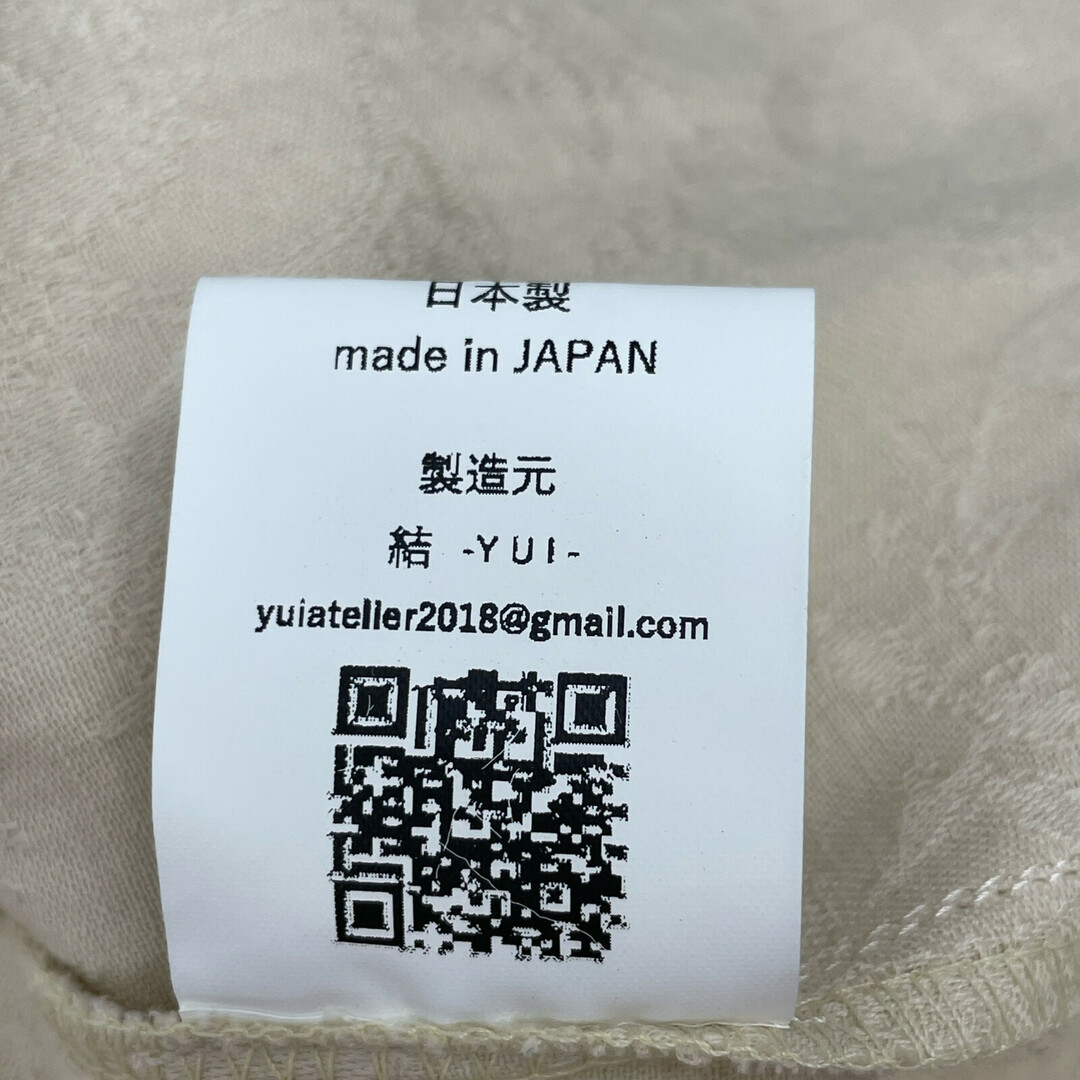 日本製
made in JAPAN
製造元
結 -YUI-
yuiatelier2018@gmail.com